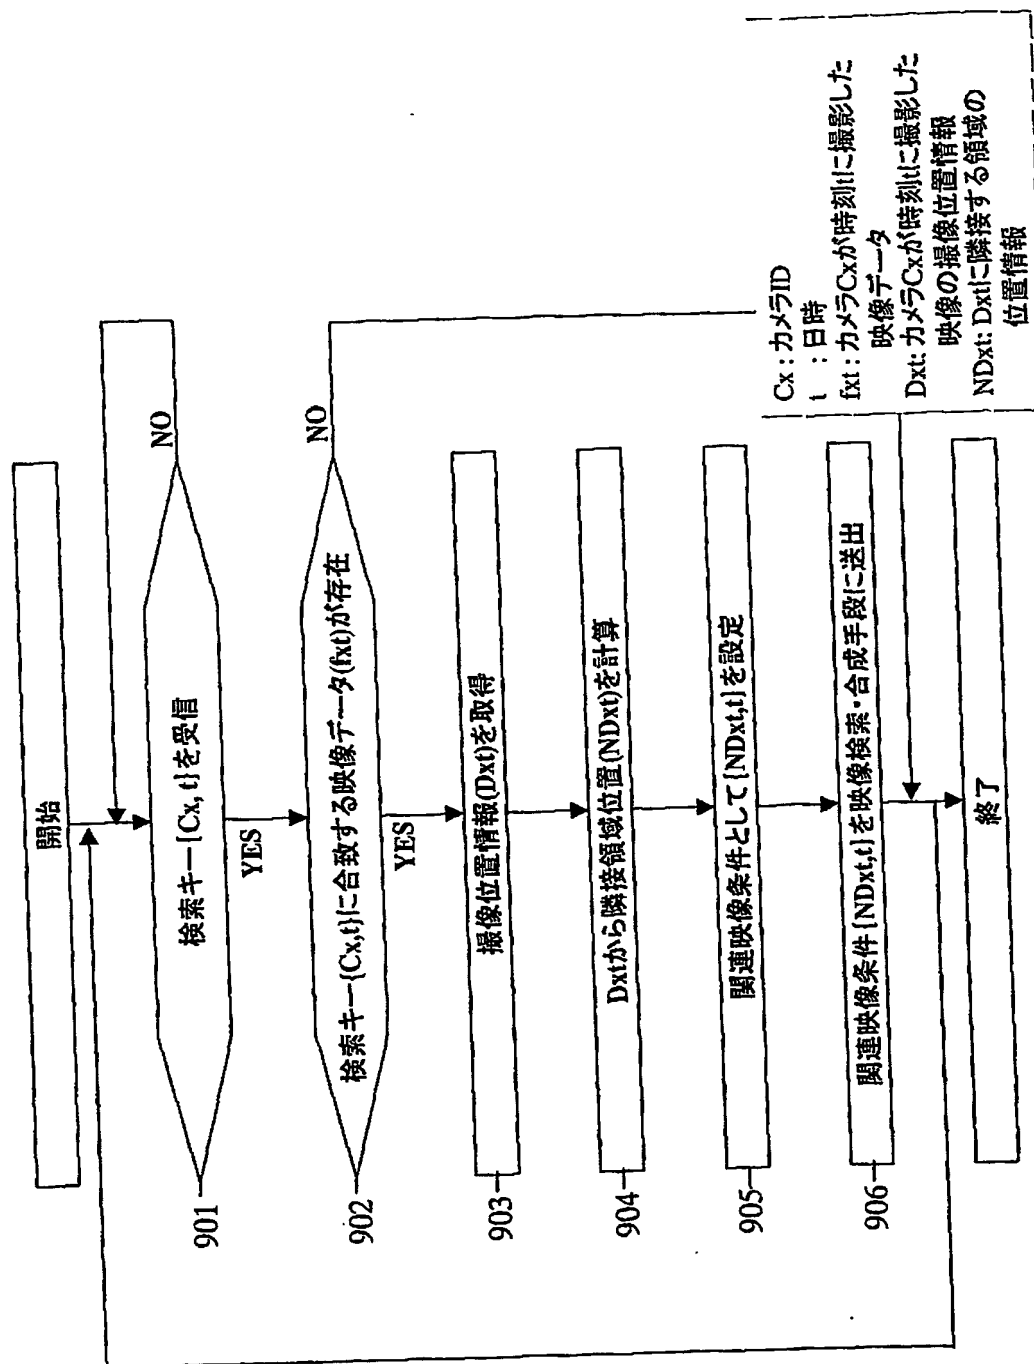 開始
901
検索キー{Cx, t}を受信
NO
YES
902
検索キー{Cx,t}に合致する映像データ(fxt)が存在
NO
YES
903
撮像位置情報(Dxt)を取得
904
Dxtから隣接領域位置(NDxt)を計算
905
関連映像条件として{NDxt,t}を設定
906
関連映像条件{NDxt,t}を映像検索・合成手段に送出
終了
Cx : カメラID
t : 日時
fxt : カメラCxが時刻tに撮影した
映像データ
Dxt: カメラCxが時刻tに撮影した
映像の撮像位置情報
NDxt: Dxtに隣接する領域の
位置情報